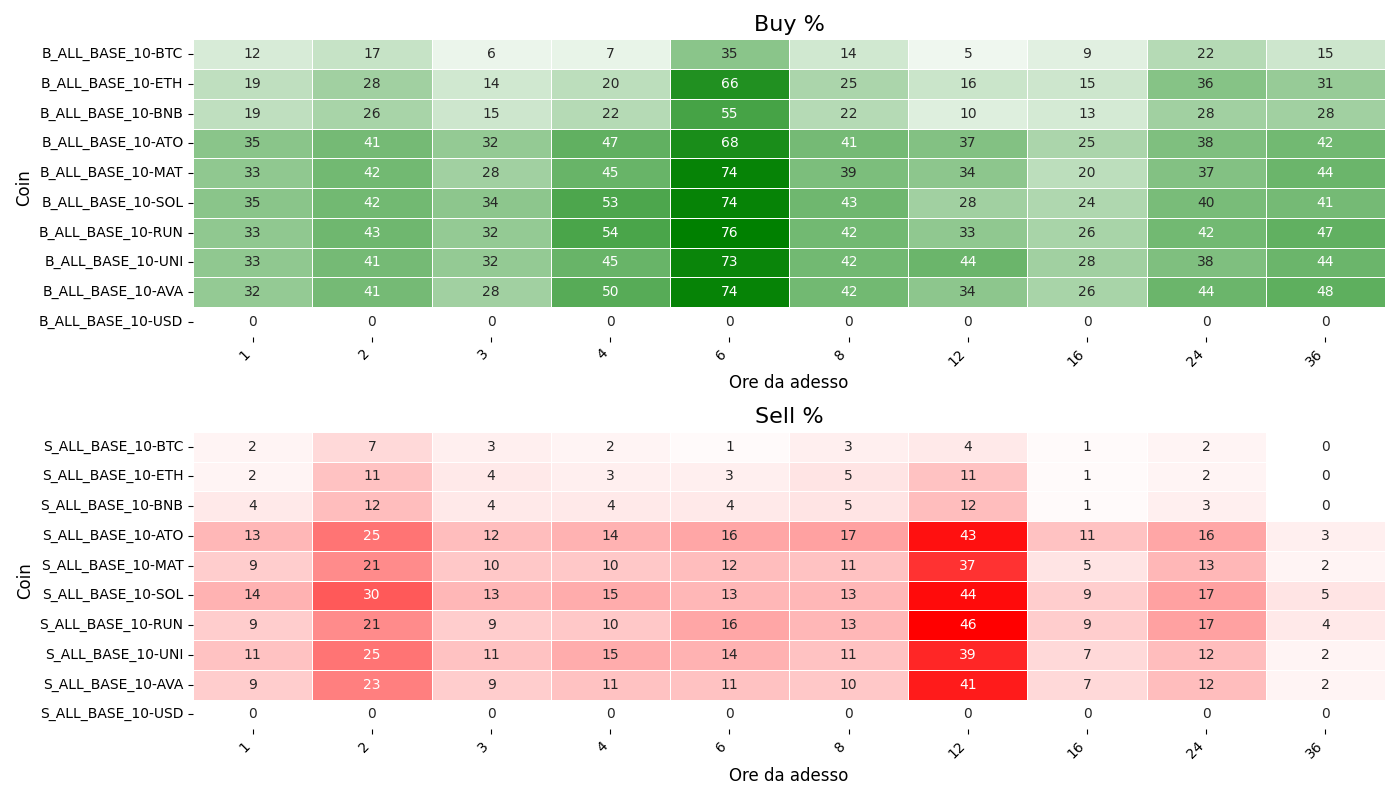 Buy %
Coin
B_ALL_BASE_10-BTC 12 17 6 7 35 14 5 9 22 15
B_ALL_BASE_10-ETH 19 28 14 20 66 25 16 15 36 31
B_ALL_BASE_10-BNB 19 26 15 22 55 22 10 13 28 28
B_ALL_BASE_10-ATO 35 41 32 47 68 41 37 25 38 42
B_ALL_BASE_10-MAT 33 42 28 45 74 39 34 20 37 44
B_ALL_BASE_10-SOL 35 42 34 53 74 43 28 24 40 41
B_ALL_BASE_10-RUN 33 43 32 54 76 42 33 26 42 47
B_ALL_BASE_10-UNI 33 41 32 45 73 42 44 28 38 44
B_ALL_BASE_10-AVA 32 41 28 50 74 42 34 26 44 48
B_ALL_BASE_10-USD 0 0 0 0 0 0 0 0 0 0
1 2 3 4 6 8 12 16 24 36
Ore da adesso
Sell %
Coin
S_ALL_BASE_10-BTC 2 7 3 2 1 3 4 1 2 0
S_ALL_BASE_10-ETH 2 11 4 3 3 5 11 1 2 0
S_ALL_BASE_10-BNB 4 12 4 4 4 5 12 1 3 0
S_ALL_BASE_10-ATO 13 25 12 14 16 17 43 11 16 3
S_ALL_BASE_10-MAT 9 21 10 10 12 11 37 5 13 2
S_ALL_BASE_10-SOL 14 30 13 15 13 13 44 9 17 5
S_ALL_BASE_10-RUN 9 21 9 10 16 13 46 9 17 4
S_ALL_BASE_10-UNI 11 25 11 15 14 11 39 7 12 2
S_ALL_BASE_10-AVA 9 23 9 11 11 10 41 7 12 2
S_ALL_BASE_10-USD 0 0 0 0 0 0 0 0 0 0
1 2 3 4 6 8 12 16 24 36
Ore da adesso